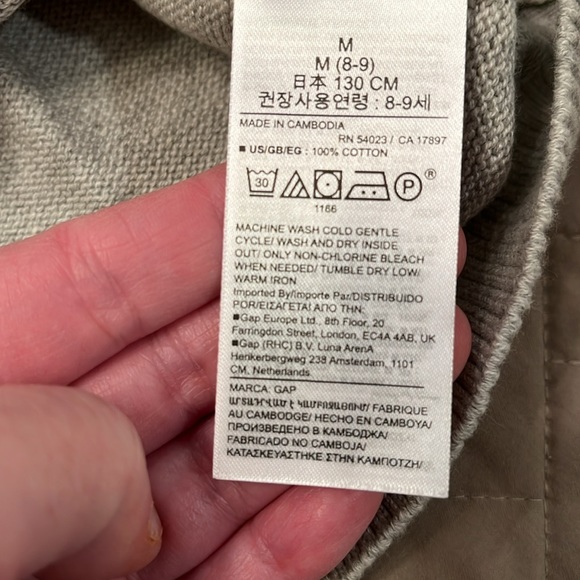 M
M (8-9)
日本 130 CM
권장사용연령 : 8-9세
MADE IN CAMBODIA
RN 54023 / CA 17897
■ US/GB/EG : 100% COTTON
30 P ®
1166
MACHINE WASH COLD GENTLE
CYCLE/ WASH AND DRY INSIDE
OUT/ ONLY NON-CHLORINE BLEACH
WHEN NEEDED/ TUMBLE DRY LOW/
WARM IRON
Imported By/Importe Par/DISTRIBUIDO
POR/ΕΙΣΑΓΕΤΑΙ ΑΠΟ ΤΗΝ:
■Gap Europe Ltd., 8th Floor, 20
Farringdon Street, London, EC4A 4AB, UK
■Gap (RHC) B.V. Luna ArenA
Herikerbergweg 238 Amsterdam, 1101
CM, Netherlands
MARCA: GAP
FABRIQUE
AU CAMBODGE/ HECHO EN CAMBOYA/
ПРОИЗВЕДЕНО В КАМБОДЖА/
FABRICADO NO CAMBOJA/
ΚΑΤΑΣΚΕΥΑΣΤΗΚΕ ΣΤΗΝ ΚΑΜΠΟΤΖΗ/